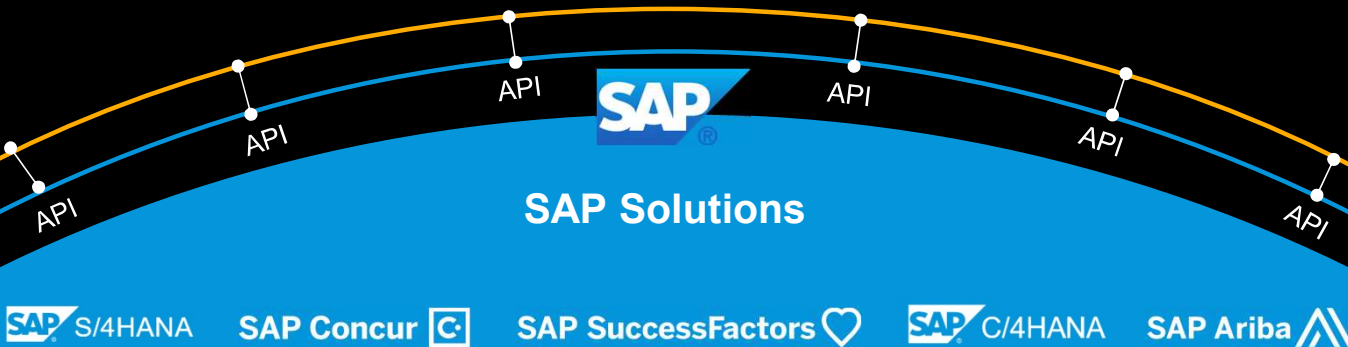 API
API
API
API
API
API
SAP
®
SAP Solutions
SAP S/4HANA
SAP Concur C
SAP SuccessFactors
SAP C/4HANA
SAP Ariba